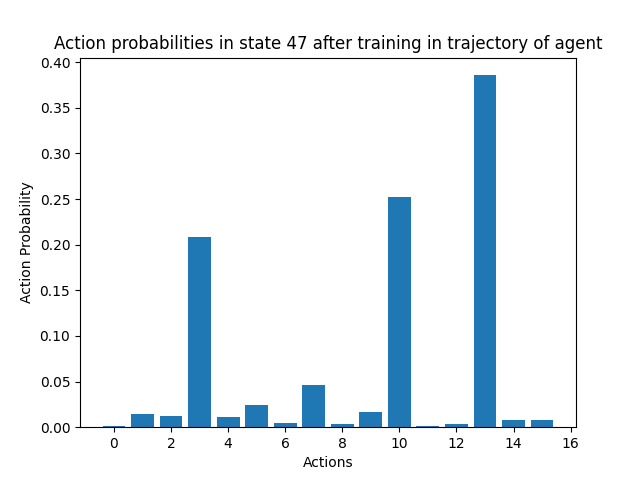 Action probabilities in state 47 after training in trajectory of agent
0.40
0.35
0.30
0.25
0.20
0.15
0.10
0.05
0.00
Action Probability
0 2 4 6 8 10 12 14 16
Actions